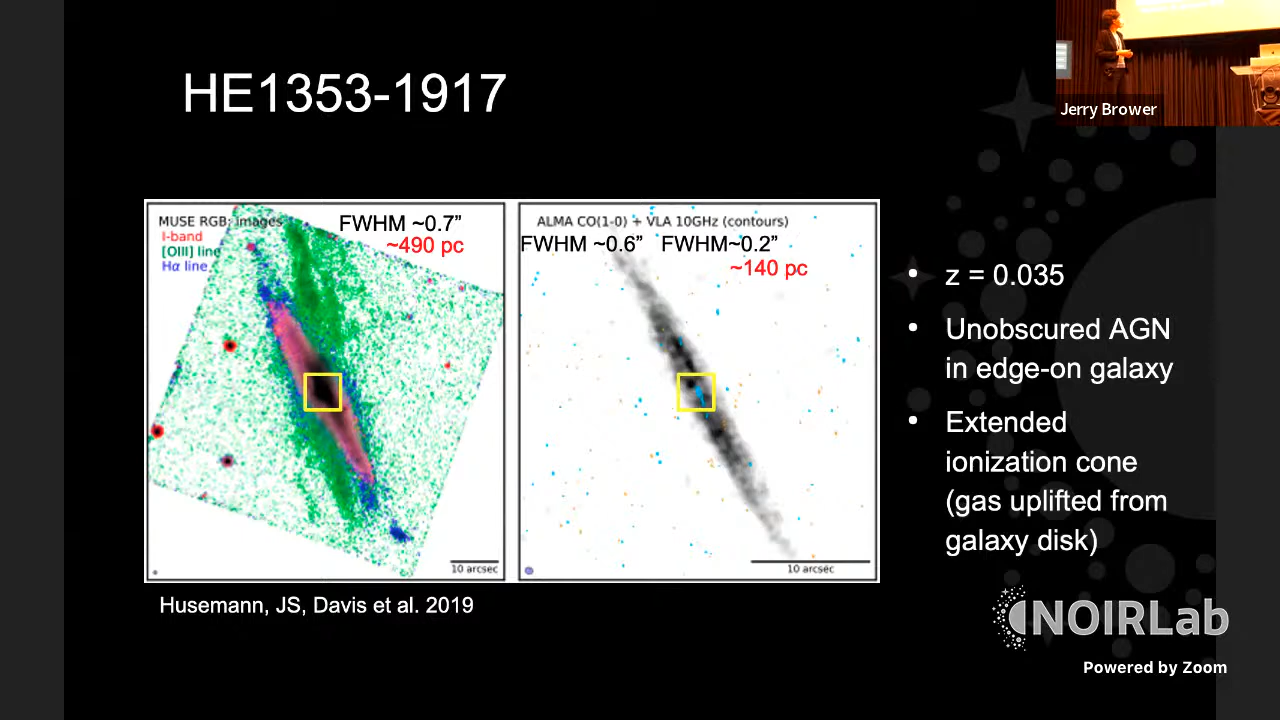 HE1353-1917
Jerry Brower
MUSE RGB: images
I-band
[OIII] line
Hα line
FWHM ~0.7”
~490 pc
10 arcsec
ALMA CO(1-0) + VLA 10GHz (contours)
FWHM ~0.6” FWHM~0.2”
~140 pc
10 arcsec
• z = 0.035
• Unobscured AGN
in edge-on galaxy
• Extended
ionization cone
(gas uplifted from
galaxy disk)
Husemann, JS, Davis et al. 2019
NOIRLab
Powered by Zoom